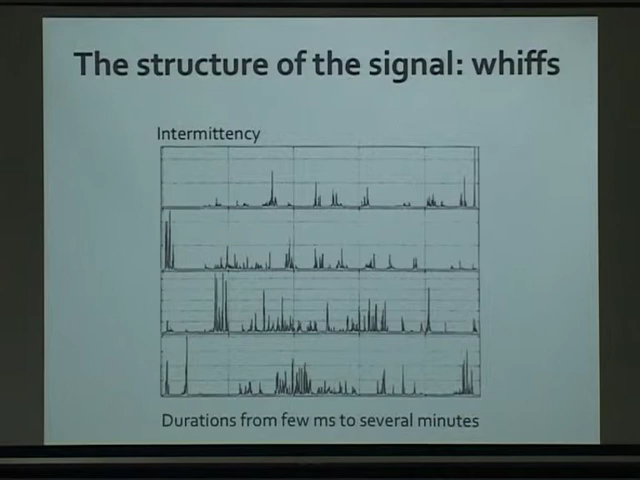 The structure of the signal: whiffs
Intermittency
Durations from few ms to several minutes